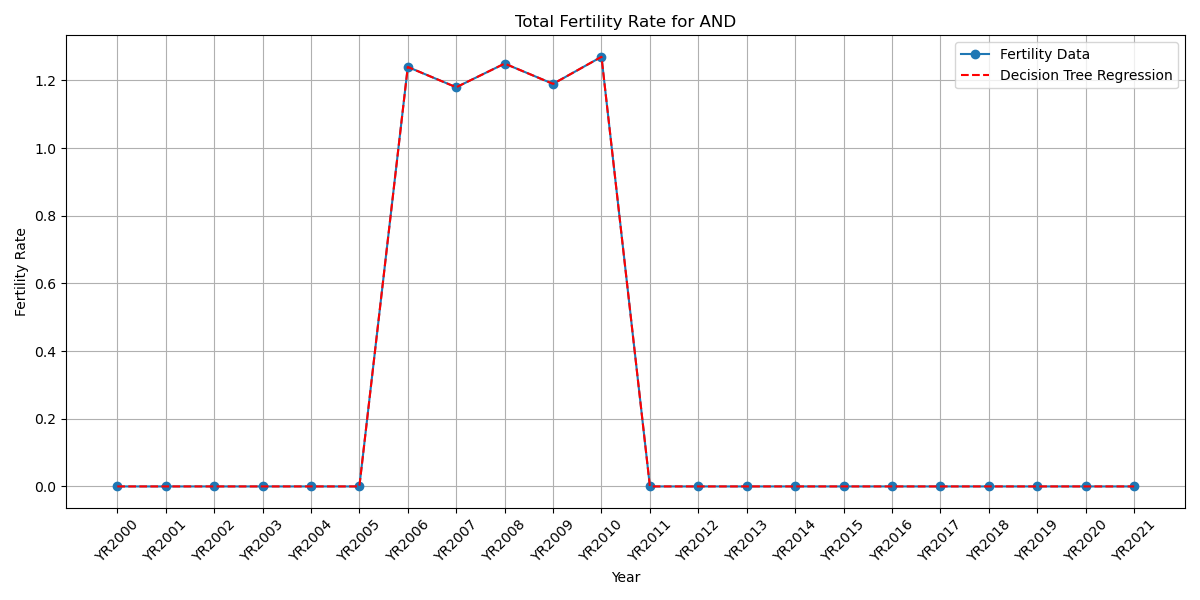 Total Fertility Rate for AND
Fertility Data
Decision Tree Regression
Fertility Rate
1.2
1.0
0.8
0.6
0.4
0.2
0.0
YR2000 YR2001 YR2002 YR2003 YR2004 YR2005 YR2006 YR2007 YR2008 YR2009 YR2010 YR2011 YR2012 YR2013 YR2014 YR2015 YR2016 YR2017 YR2018 YR2019 YR2020 YR2021
Year